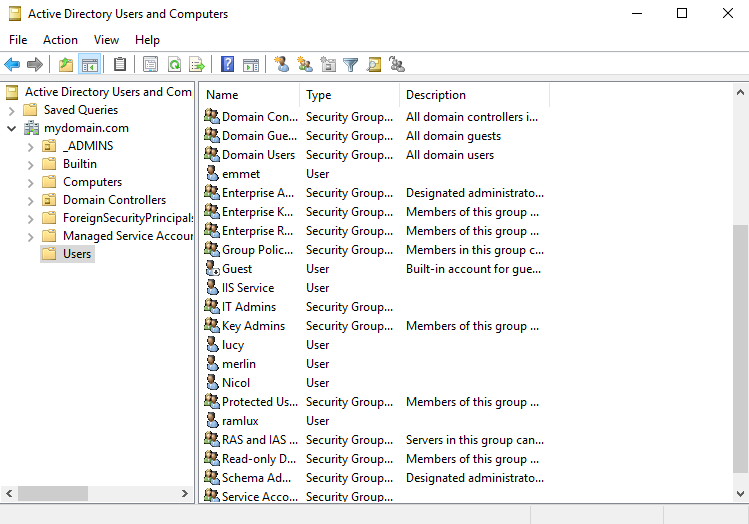 Active Directory Users and Computers
File Action View Help
Active Directory Users and Com
Saved Queries
mydomain.com
_ADMINS
Builtin
Computers
Domain Controllers
ForeignSecurityPrincipals
Managed Service Accour
Users
Name Type Description
Domain Con... Security Group... All domain controllers i...
Domain Gue... Security Group... All domain guests
Domain Users Security Group... All domain users
emmet User
Enterprise A... Security Group... Designated administrato...
Enterprise K... Security Group... Members of this group ...
Enterprise R... Security Group... Members of this group ...
Group Polic... Security Group... Members in this group c...
Guest User Built-in account for gue...
IIS Service User
IT Admins Security Group...
Key Admins Security Group... Members of this group ...
lucy User
merlin User
Nicol User
Protected Us... Security Group... Members of this group ...
ramlux User
RAS and IAS ... Security Group... Servers in this group can...
Read-only D... Security Group... Members of this group ...
Schema Ad... Security Group... Designated administrato...
Service Acco... Security Group...